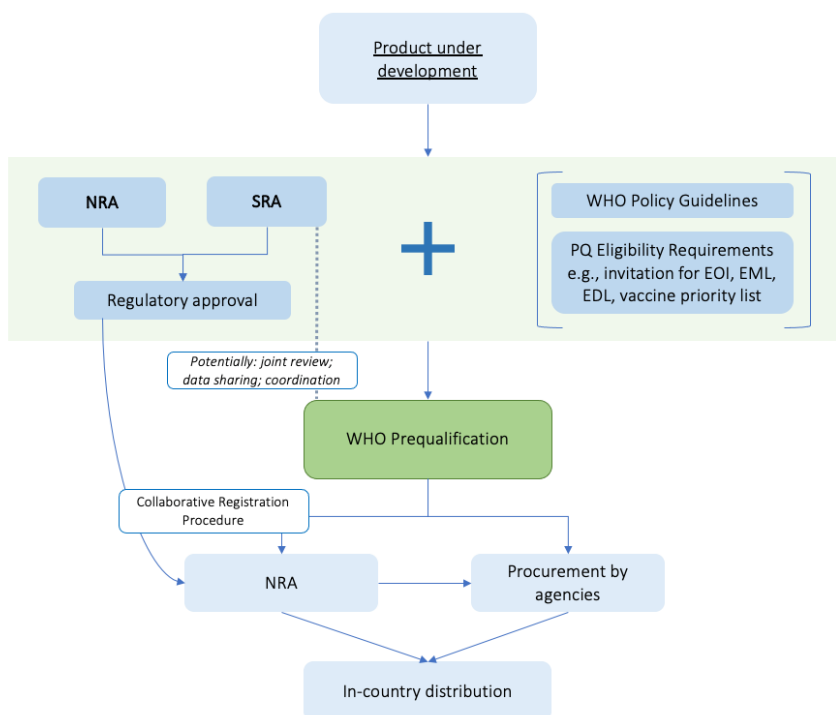 Product under
development
NRA
SRA
Regulatory approval
WHO Policy Guidelines
PQ Eligibility Requirements
e.g., invitation for EOI, EML,
EDL, vaccine priority list
Potentially: joint review;
data sharing; coordination
WHO Prequalification
Collaborative Registration
Procedure
NRA
Procurement by
agencies
In-country distribution